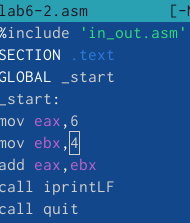 lab6-2.asm [-M
%include 'in_out.asm'
SECTION .text
GLOBAL _start
_start:
mov eax,6
mov ebx,4
add eax,ebx
call iprintLF
call quit